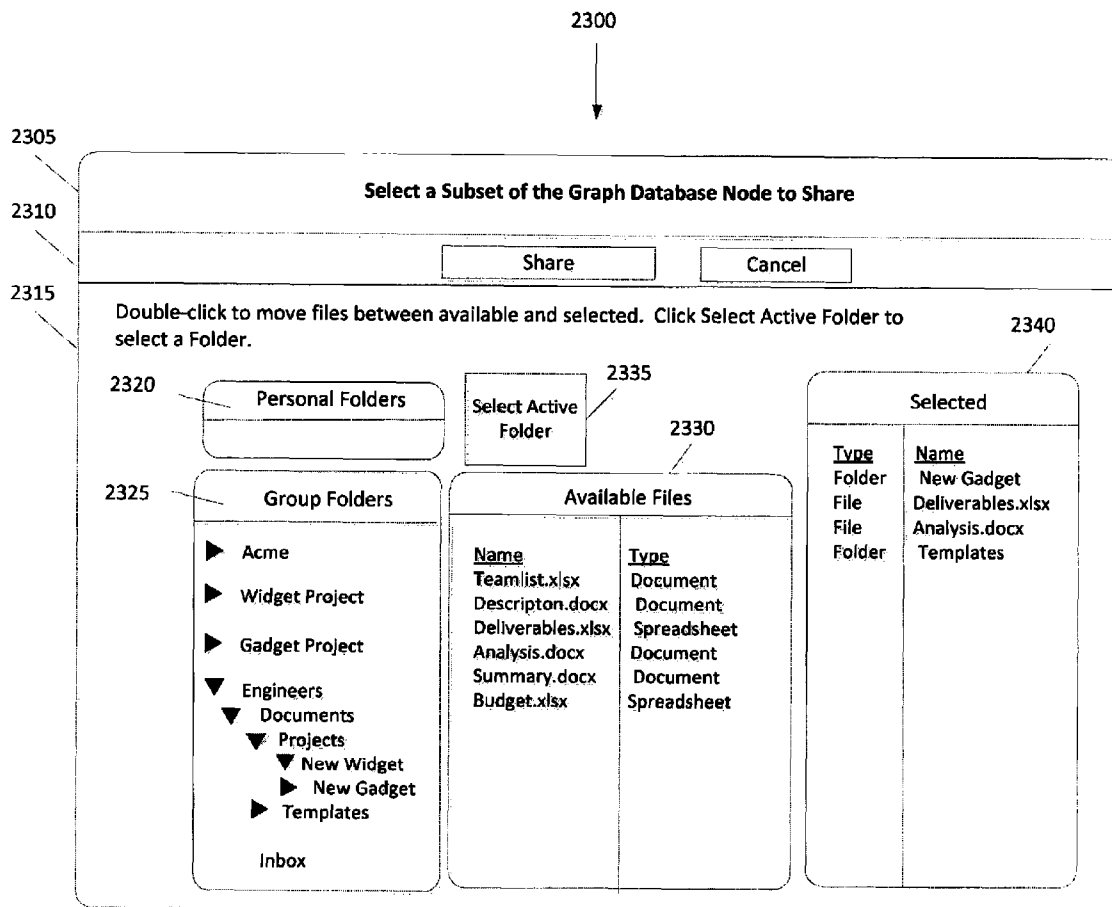 2300
2305
Select a Subset of the Graph Database Node to Share
2310
Share Cancel
2315
Double-click to move files between available and selected. Click Select Active Folder to
select a Folder.
2340
2320
2335
Personal Folders
Select Active
Folder
Selected
2330
2325
Group Folders
Available Files
Type Name
Folder New Gadget
File Deliverables.xlsx
File Analysis.docx
Folder Templates
Acme
Widget Project
Gadget Project
Engineers
Documents
Projects
New Widget
New Gadget
Templates
Inbox
Name Type
Teamlist.xlsx Document
Descripton.docx Document
Deliverables.xlsx Spreadsheet
Analysis.docx Document
Summary.docx Document
Budget.xlsx Spreadsheet